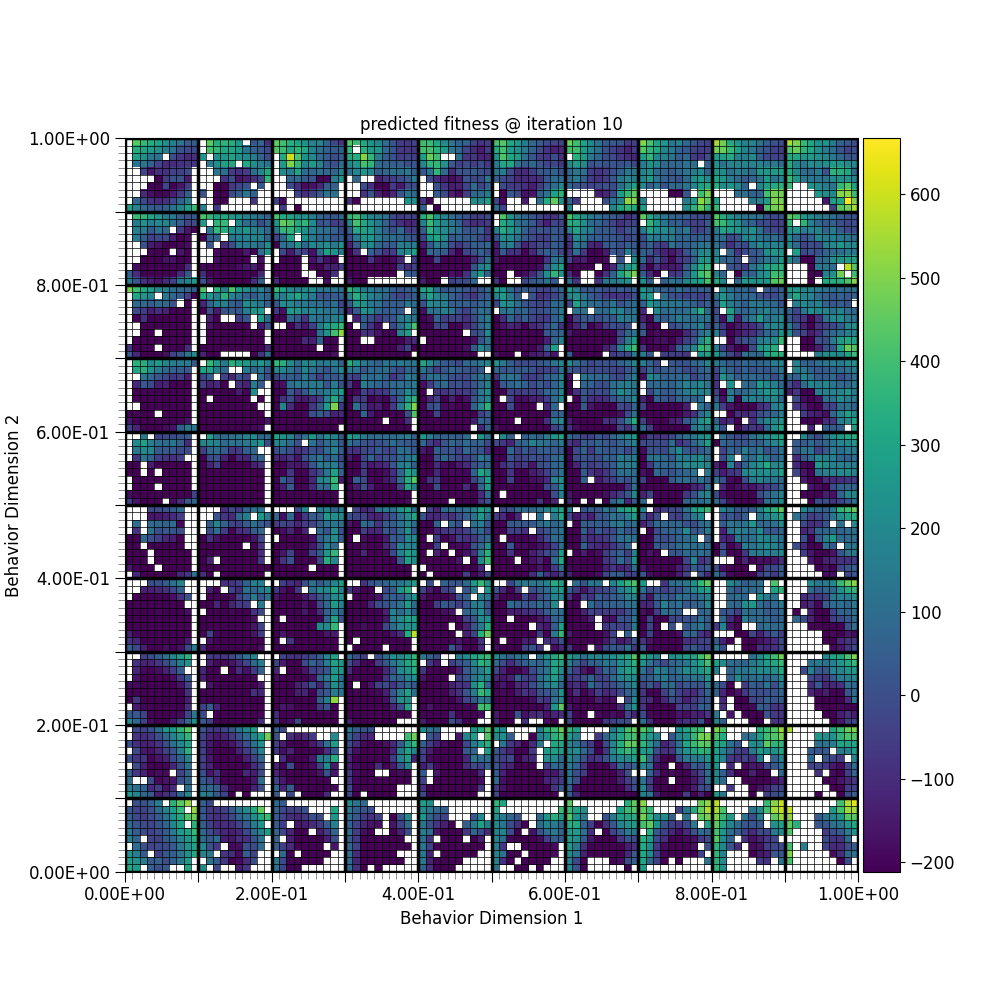 predicted fitness @ iteration 10
1.00E+00
8.00E-01
6.00E-01
4.00E-01
2.00E-01
0.00E+00
Behavior Dimension 2
0.00E+00 2.00E-01 4.00E-01 6.00E-01 8.00E-01 1.00E+00
Behavior Dimension 1
600
500
400
300
200
100
0
−100
−200